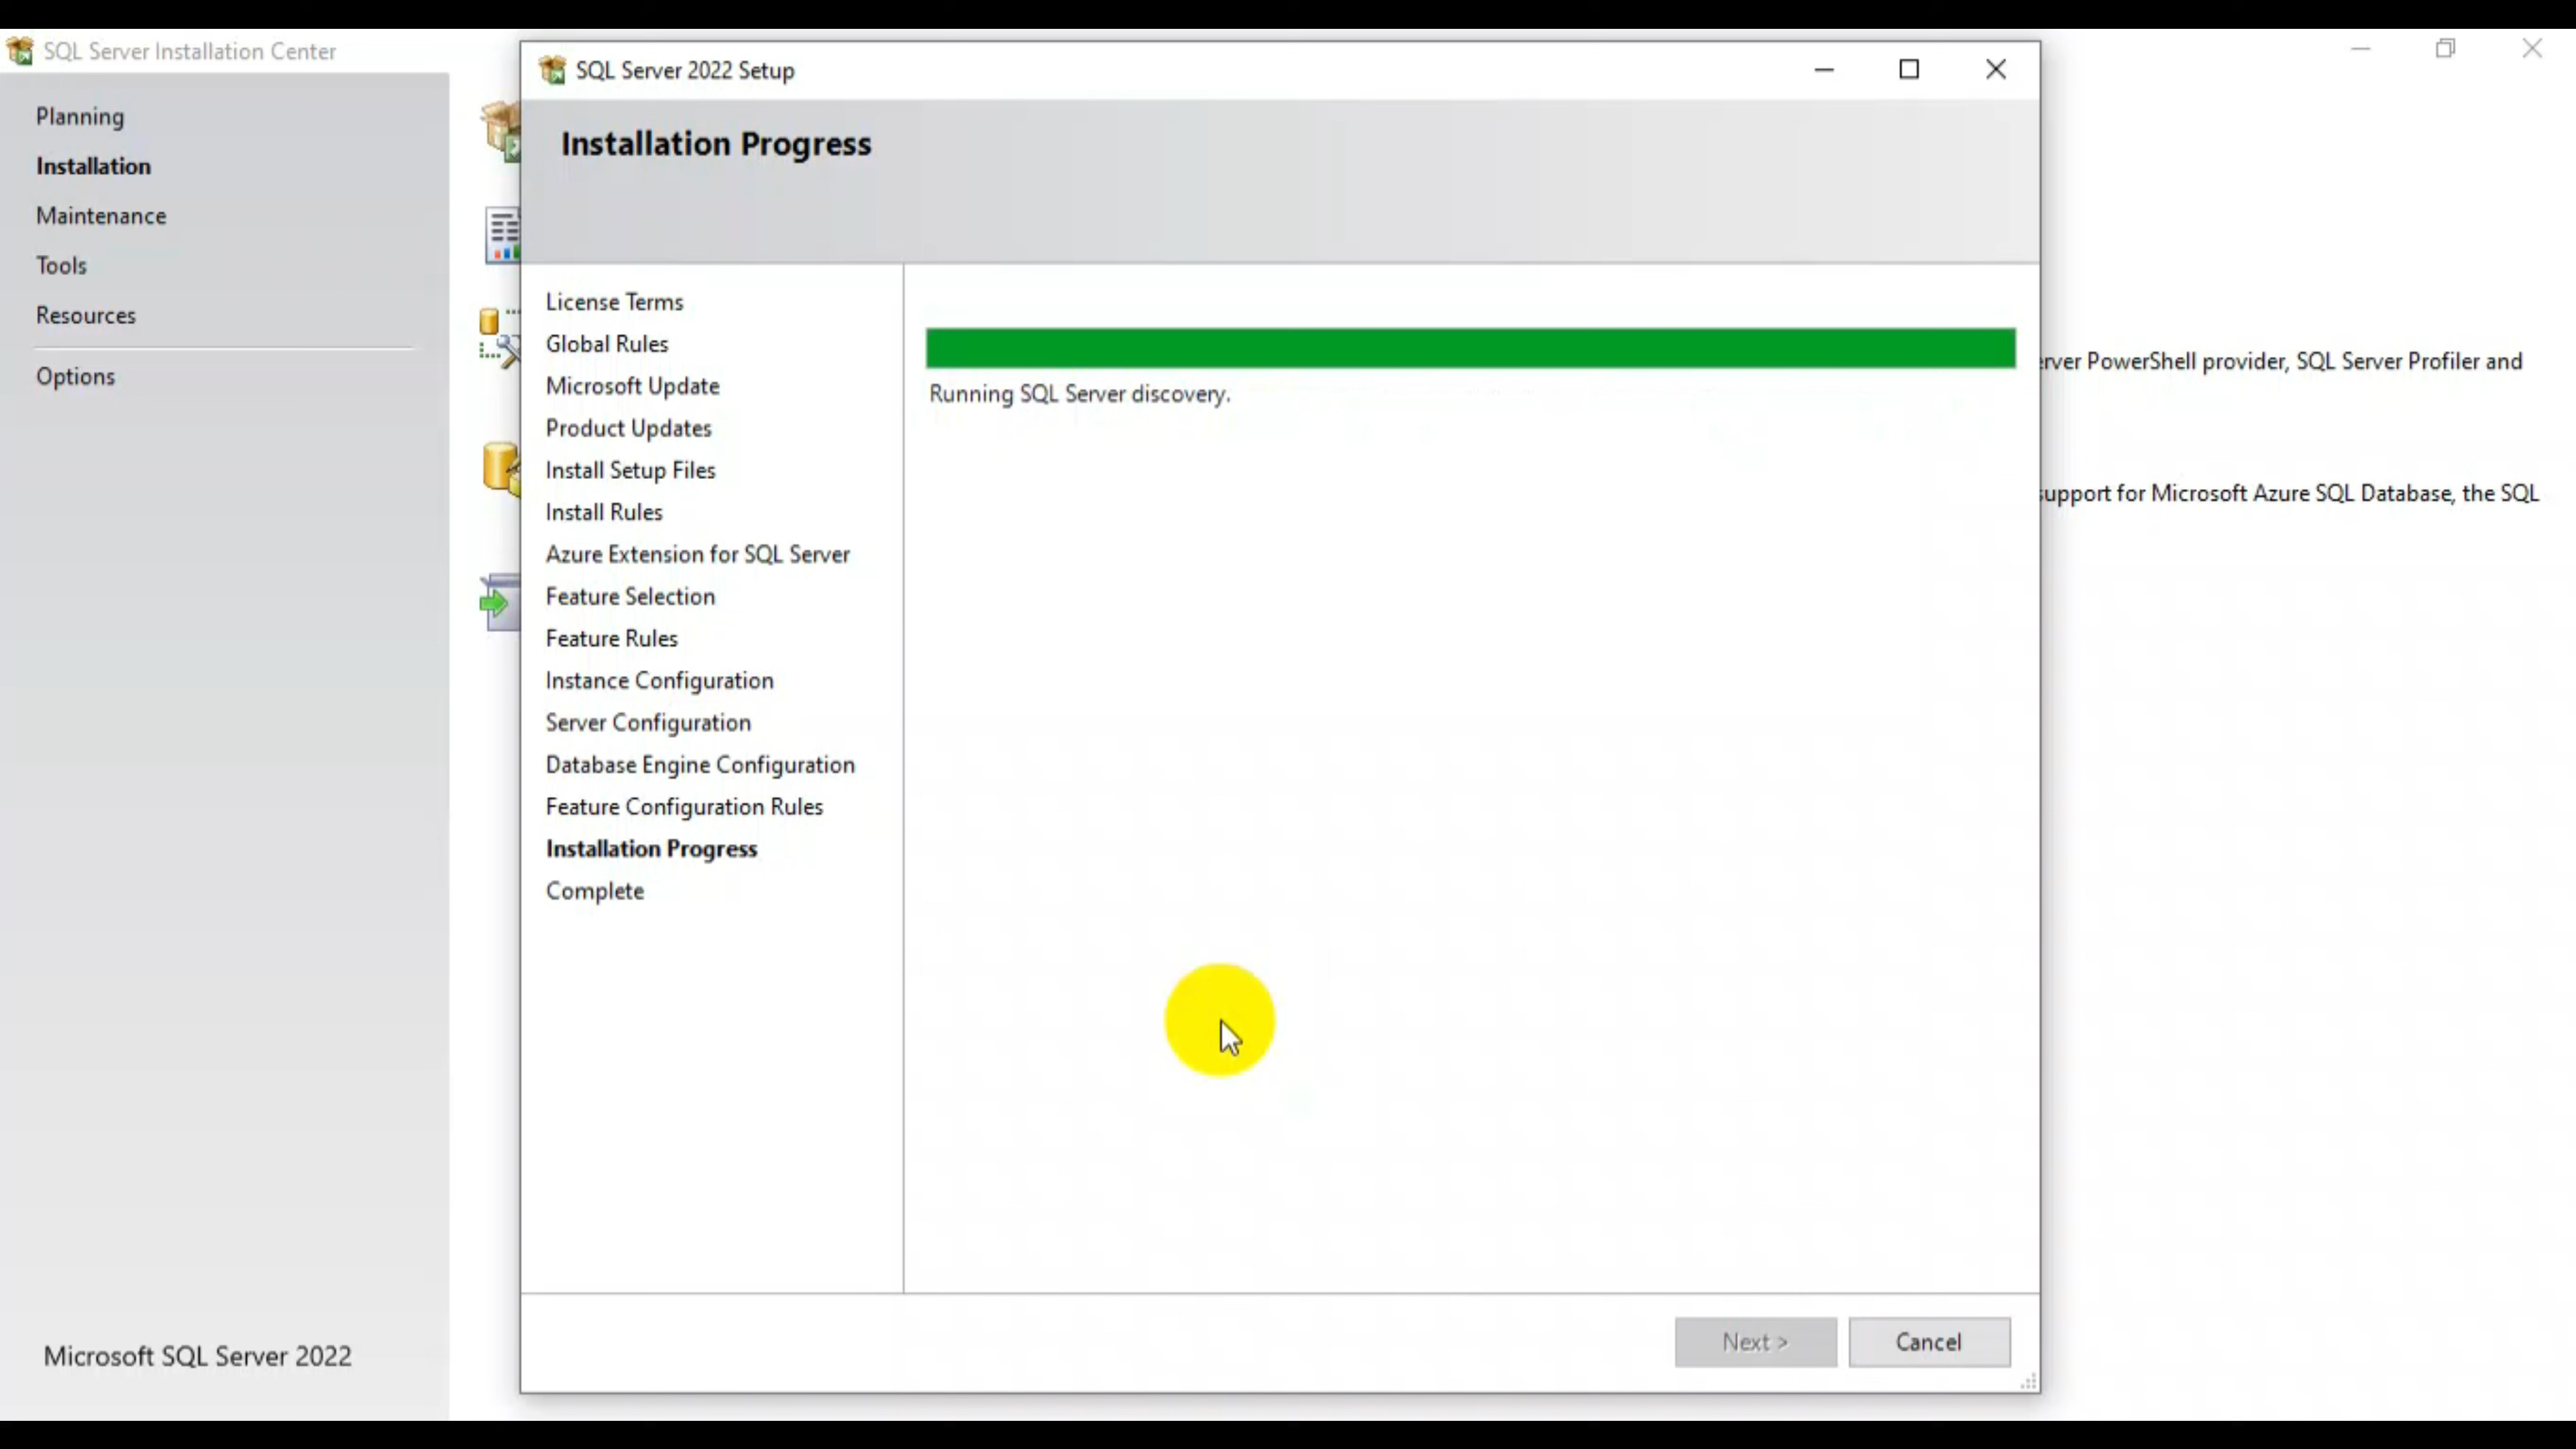 SQL Server Installation Center
Planning
Installation
Maintenance
Tools
Resources
Options
Microsoft SQL Server 2022
SQL Server 2022 Setup
Installation Progress
License Terms
Global Rules
Microsoft Update
Product Updates
Install Setup Files
Install Rules
Azure Extension for SQL Server
Feature Selection
Feature Rules
Instance Configuration
Server Configuration
Database Engine Configuration
Feature Configuration Rules
Installation Progress
Complete
Running SQL Server discovery.
Next >
Cancel
PowerShell provider, SQL Server Profiler and
support for Microsoft Azure SQL Database, the SQL